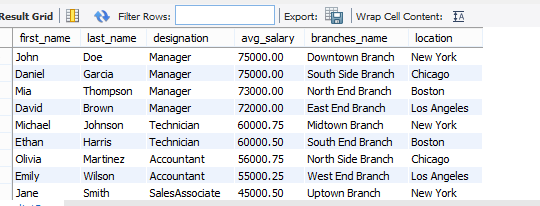 Result Grid Filter Rows: Export: Wrap Cell Content:
first_name last_name designation avg_salary branches_name location
John Doe Manager 75000.00 Downtown Branch New York
Daniel Garcia Manager 75000.00 South Side Branch Chicago
Mia Thompson Manager 73000.00 North End Branch Boston
David Brown Manager 72000.00 East End Branch Los Angeles
Michael Johnson Technician 60000.75 Midtown Branch New York
Ethan Harris Technician 60000.50 South End Branch Boston
Olivia Martinez Accountant 56000.75 North Side Branch Chicago
Emily Wilson Accountant 55000.25 West End Branch Los Angeles
Jane Smith SalesAssociate 45000.50 Uptown Branch New York